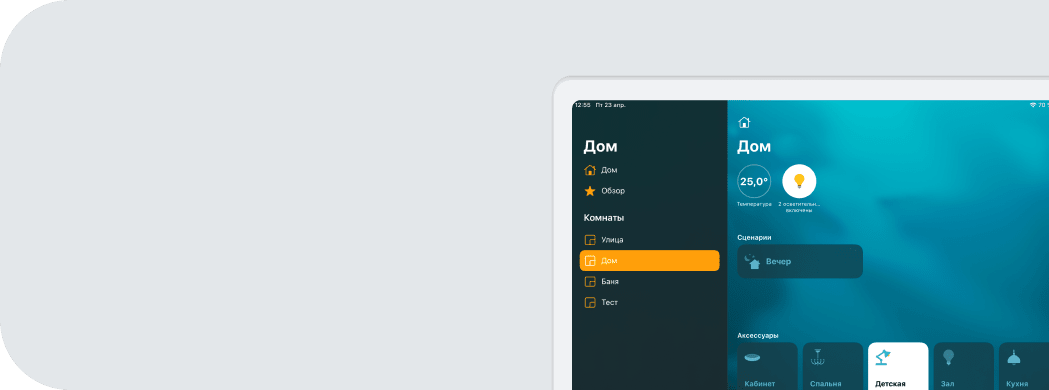 12:55 Пт 23 апр.
70 %
Дом
Дом
Обзор
Комнаты
Улица
Дом
Баня
Тест
Дом
25,0°
Температура
2 осветительн...
включены
Сценарии
Вечер
Аксессуары
Кабинет
Спальня
Детская
Зал
Кухня